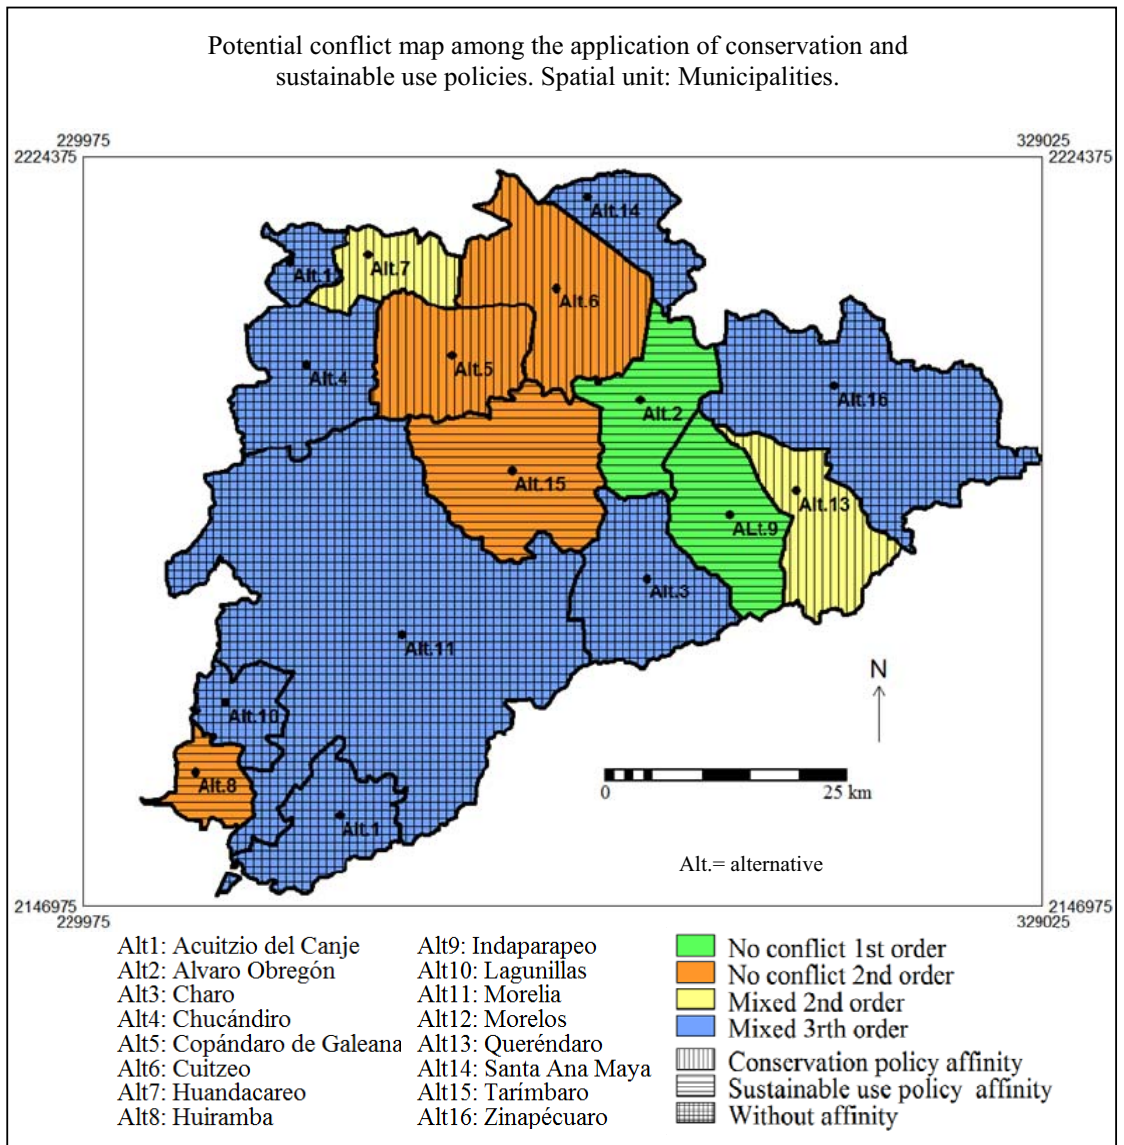 Potential conflict map among the application of conservation and
sustainable use policies. Spatial unit: Municipalities.
229975
329025
2224375
2224375
Alt.14
Alt.1
Alt.7
Alt.6
Alt.5
Alt.4
Alt.2
Alt.16
Alt.15
Alt.13
ALt.9
Alt.3
Alt.11
N
Alt.10
Alt.8
0
25 km
Alt.1
Alt.= alternative
2146975
2146975
229975
329025
Alt1: Acuitzio del Canje
Alt2: Alvaro Obregón
Alt3: Charo
Alt4: Chucándiro
Alt5: Copándaro de Galeana
Alt6: Cuitzeo
Alt7: Huandacareo
Alt8: Huiramba
Alt9: Indaparapeo
Alt10: Lagunillas
Alt11: Morelia
Alt12: Morelos
Alt13: Queréndaro
Alt14: Santa Ana Maya
Alt15: Tarímbaro
Alt16: Zinapécuaro
No conflict 1st order
No conflict 2nd order
Mixed 2nd order
Mixed 3rth order
Conservation policy affinity
Sustainable use policy affinity
Without affinity